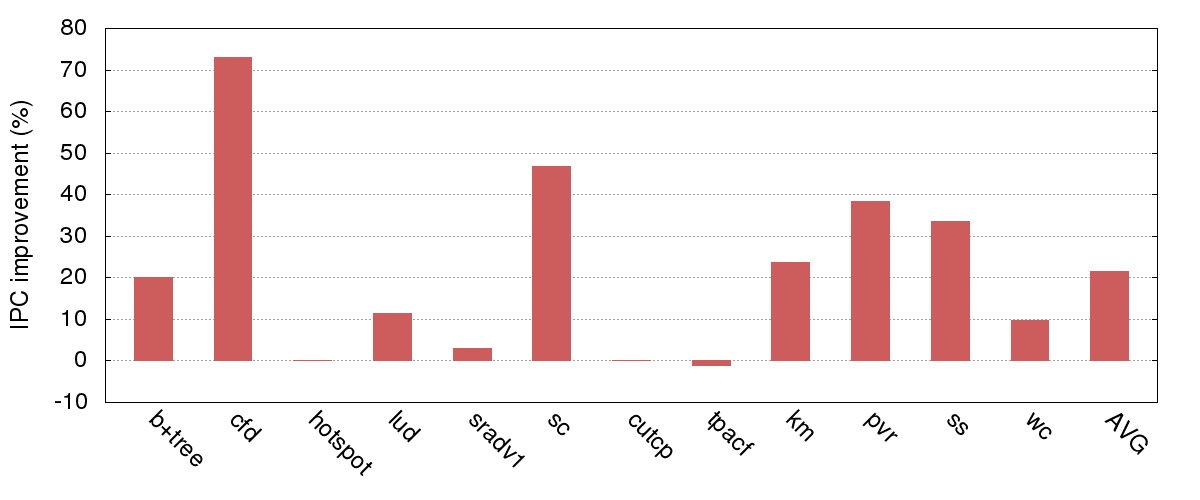 IPC improvement (%)
80
70
60
50
40
30
20
10
0
-10
b+tree
cfd
hotspot
lud
sradv1
sc
cutcp
tpacf
km
pvr
ss
wc
AVG